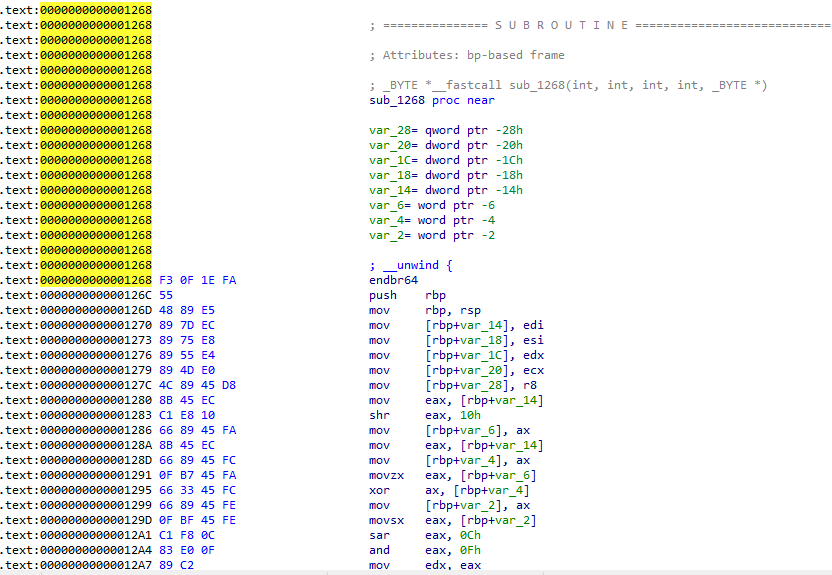 .text:0000000000001268
.text:0000000000001268 ; =============== S U B R O U T I N E ===========================
.text:0000000000001268
.text:0000000000001268 ; Attributes: bp-based frame
.text:0000000000001268
.text:0000000000001268 ; _BYTE *__fastcall sub_1268(int, int, int, int, _BYTE *)
.text:0000000000001268 sub_1268 proc near
.text:0000000000001268
.text:0000000000001268 var_28= qword ptr -28h
.text:0000000000001268 var_20= dword ptr -20h
.text:0000000000001268 var_1C= dword ptr -1Ch
.text:0000000000001268 var_18= dword ptr -18h
.text:0000000000001268 var_14= dword ptr -14h
.text:0000000000001268 var_6= word ptr -6
.text:0000000000001268 var_4= word ptr -4
.text:0000000000001268 var_2= word ptr -2
.text:0000000000001268
.text:0000000000001268 ; __unwind {
.text:0000000000001268 F3 0F 1E FA endbr64
.text:000000000000126C 55 push rbp
.text:000000000000126D 48 89 E5 mov rbp, rsp
.text:0000000000001270 89 7D EC mov [rbp+var_14], edi
.text:0000000000001273 89 75 E8 mov [rbp+var_18], esi
.text:0000000000001276 89 55 E4 mov [rbp+var_1C], edx
.text:0000000000001279 89 4D E0 mov [rbp+var_20], ecx
.text:000000000000127C 4C 89 45 D8 mov [rbp+var_28], r8
.text:0000000000001280 8B 45 EC mov eax, [rbp+var_14]
.text:0000000000001283 C1 E8 10 shr eax, 10h
.text:0000000000001286 66 89 45 FA mov [rbp+var_6], ax
.text:000000000000128A 8B 45 EC mov eax, [rbp+var_14]
.text:000000000000128D 66 89 45 FC mov [rbp+var_4], ax
.text:0000000000001291 0F B7 45 FA movzx eax, [rbp+var_6]
.text:0000000000001295 66 33 45 FC xor ax, [rbp+var_4]
.text:0000000000001299 66 89 45 FE mov [rbp+var_2], ax
.text:000000000000129D 0F BF 45 FE movsx eax, [rbp+var_2]
.text:00000000000012A1 C1 F8 0C sar eax, 0Ch
.text:00000000000012A4 83 E0 0F and eax, 0Fh
.text:00000000000012A7 89 C2 mov edx, eax